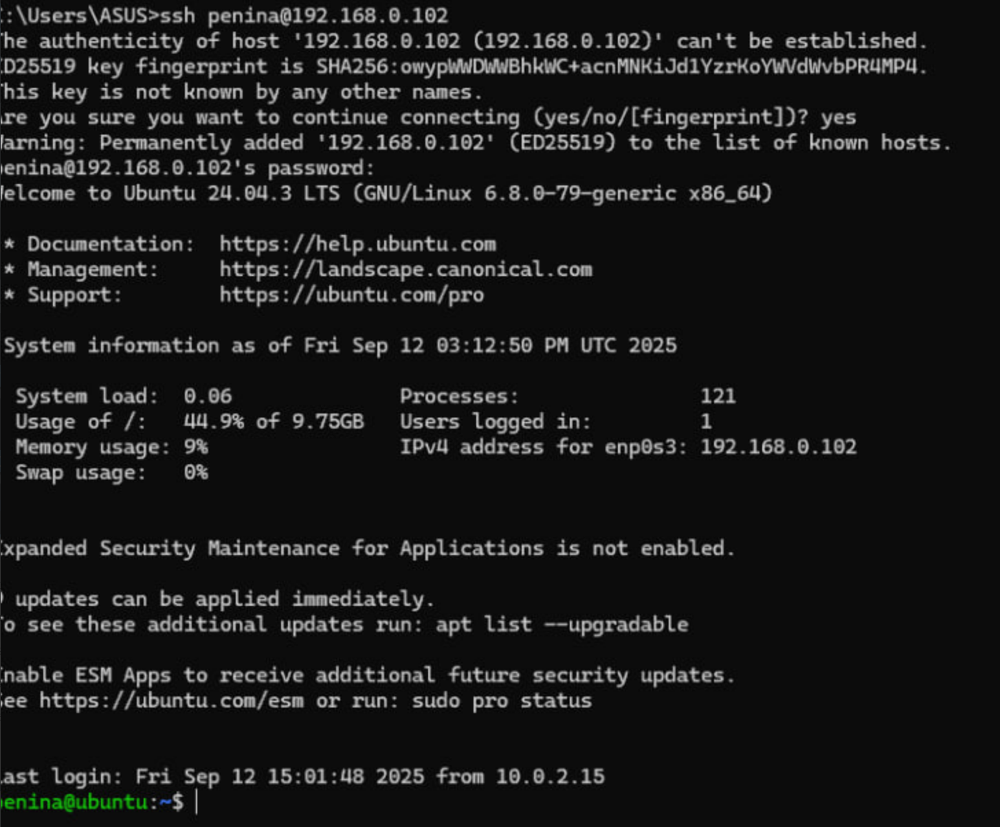 :\Users\ASUS>ssh penina@192.168.0.102
he authenticity of host '192.168.0.102 (192.168.0.102)' can't be established.
D25519 key fingerprint is SHA256:owypWWDWWBhkWC+acnMNKiJd1YzrKoYWVdWvbPR4MP4.
his key is not known by any other names.
re you sure you want to continue connecting (yes/no/[fingerprint])? yes
arning: Permanently added '192.168.0.102' (ED25519) to the list of known hosts.
penina@192.168.0.102's password:
elcome to Ubuntu 24.04.3 LTS (GNU/Linux 6.8.0-79-generic x86_64)
* Documentation:  https://help.ubuntu.com
* Management:     https://landscape.canonical.com
* Support:        https://ubuntu.com/pro
System information as of Fri Sep 12 03:12:50 PM UTC 2025
System load:  0.06               Processes:               121
Usage of /:   44.9% of 9.75GB   Users logged in:         1
Memory usage: 9%                IPv4 address for enp0s3: 192.168.0.102
Swap usage:   0%
xpanded Security Maintenance for Applications is not enabled.
updates can be applied immediately.
o see these additional updates run: apt list --upgradable
nable ESM Apps to receive additional future security updates.
ee https://ubuntu.com/esm or run: sudo pro status
ast login: Fri Sep 12 15:01:48 2025 from 10.0.2.15
penina@ubuntu:~$